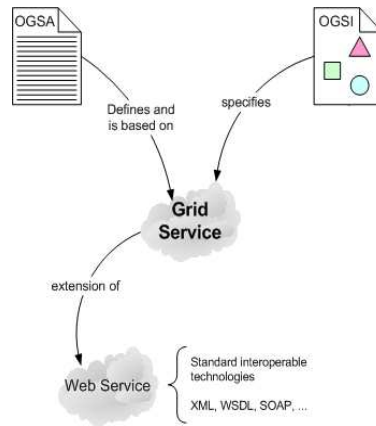 OGSA
OGSI
Defines and
is based on
specifies
Grid
Service
extension of
Web Service
Standard interoperable
technologies
XML, WSDL, SOAP, ...